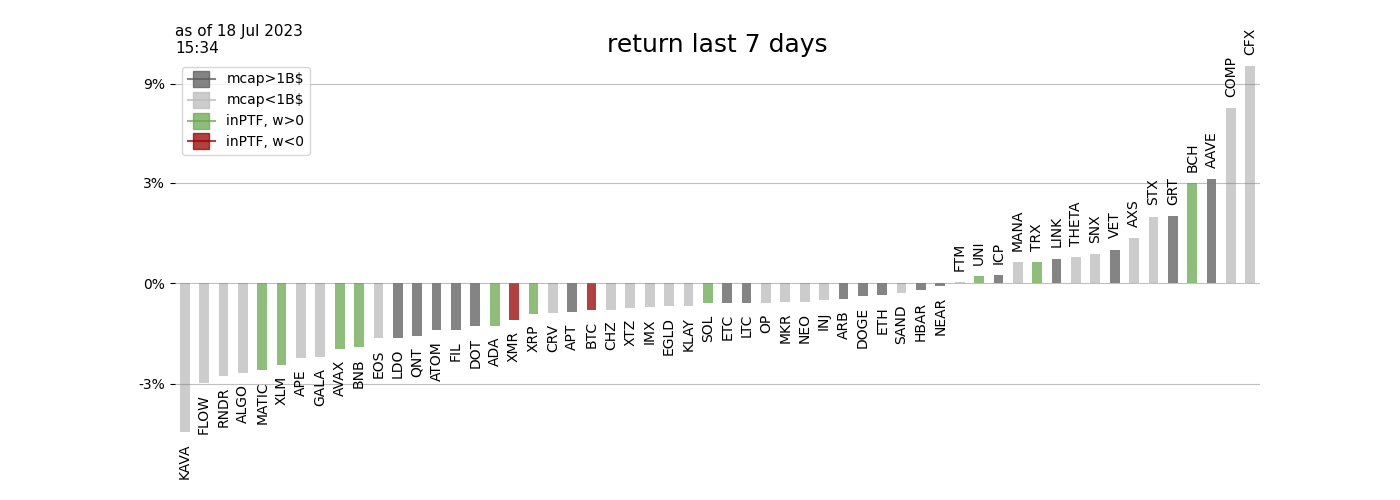 as of 18 Jul 2023
15:34
return last 7 days
mcap>1B$
mcap<1B$
inPTF, w>0
inPTF, w<0
9%
3%
0%
-3%
KAVA
FLOW
RNDR
ALGO
MATIC
XLM
APE
GALA
AVAX
BNB
EOS
LDO
QNT
ATOM
FIL
DOT
ADA
XMR
XRP
CRV
APT
BTC
CHZ
XTZ
IMX
EGLD
KLAY
SOL
ETC
LTC
OP
MKR
NEO
INJ
ARB
DOGE
ETH
SAND
HBAR
NEAR
FTM
UNI
ICP
MANA
TRX
LINK
THETA
SNX
VET
AXS
STX
GRT
BCH
AAVE
COMP
CFX